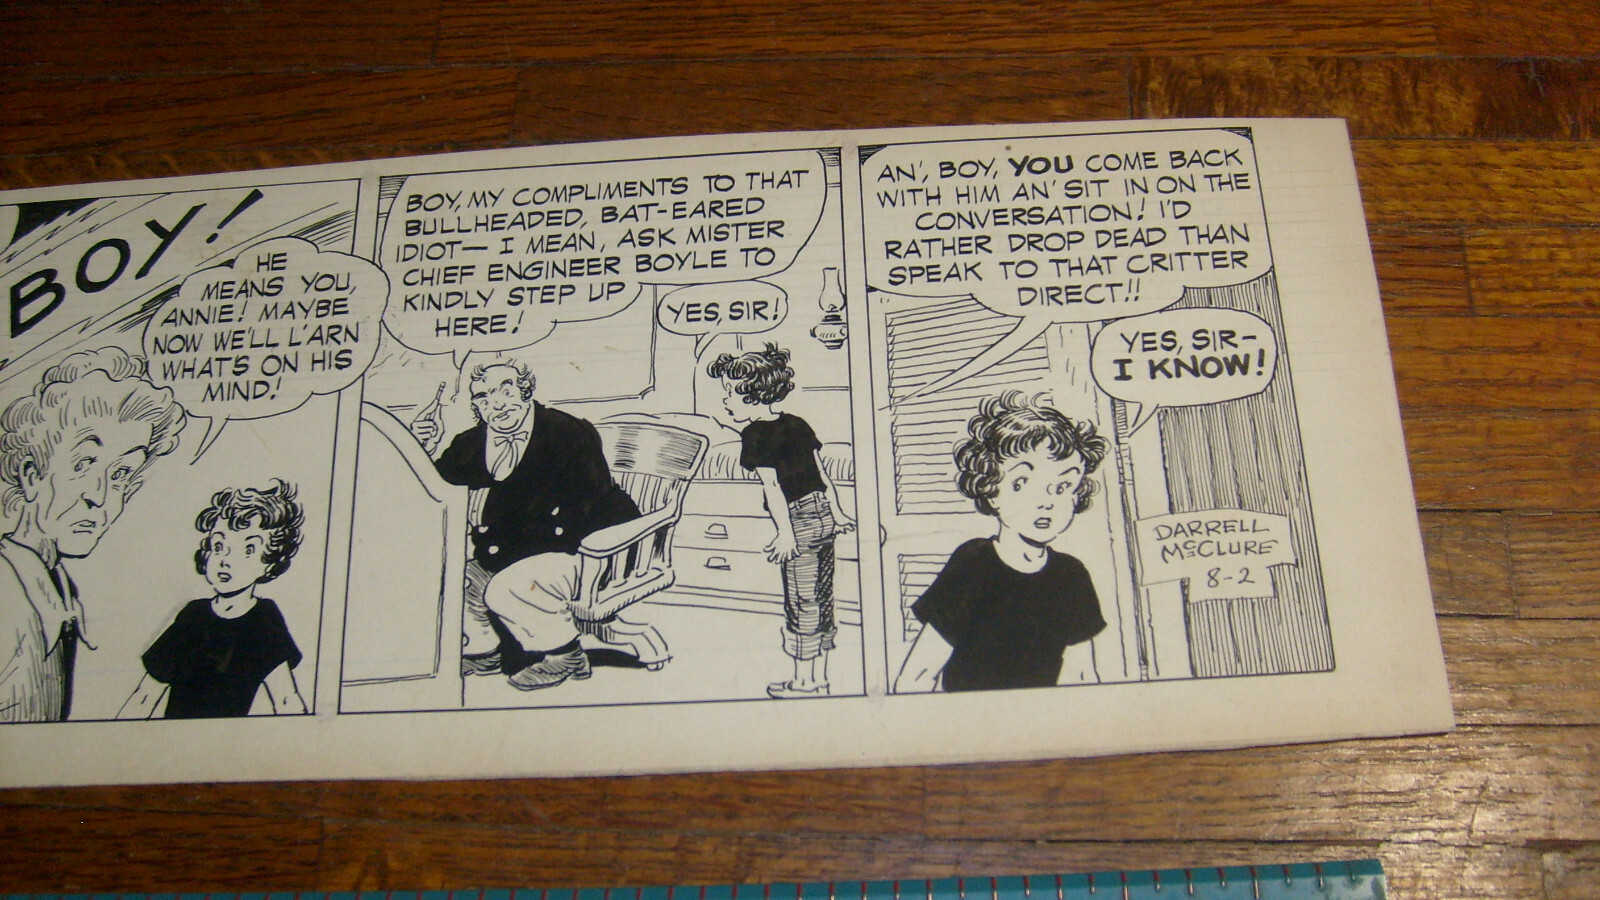 BOY!
HE
MEANS YOU,
ANNIE! MAYBE
NOW WE'LL L'ARN
WHAT'S ON HIS
MIND!
BOY, MY COMPLIMENTS TO THAT
BULLHEADED, BAT-EARED
IDIOT— I MEAN, ASK MISTER
CHIEF ENGINEER BOYLE TO
KINDLY STEP UP
HERE!
YES, SIR!
AN', BOY, YOU COME BACK
WITH HIM AN' SIT IN ON THE
CONVERSATION! I'D
RATHER DROP DEAD THAN
SPEAK TO THAT CRITTER
DIRECT!!
YES, SIR-
I KNOW!
DARRELL
McCLURE
8-2